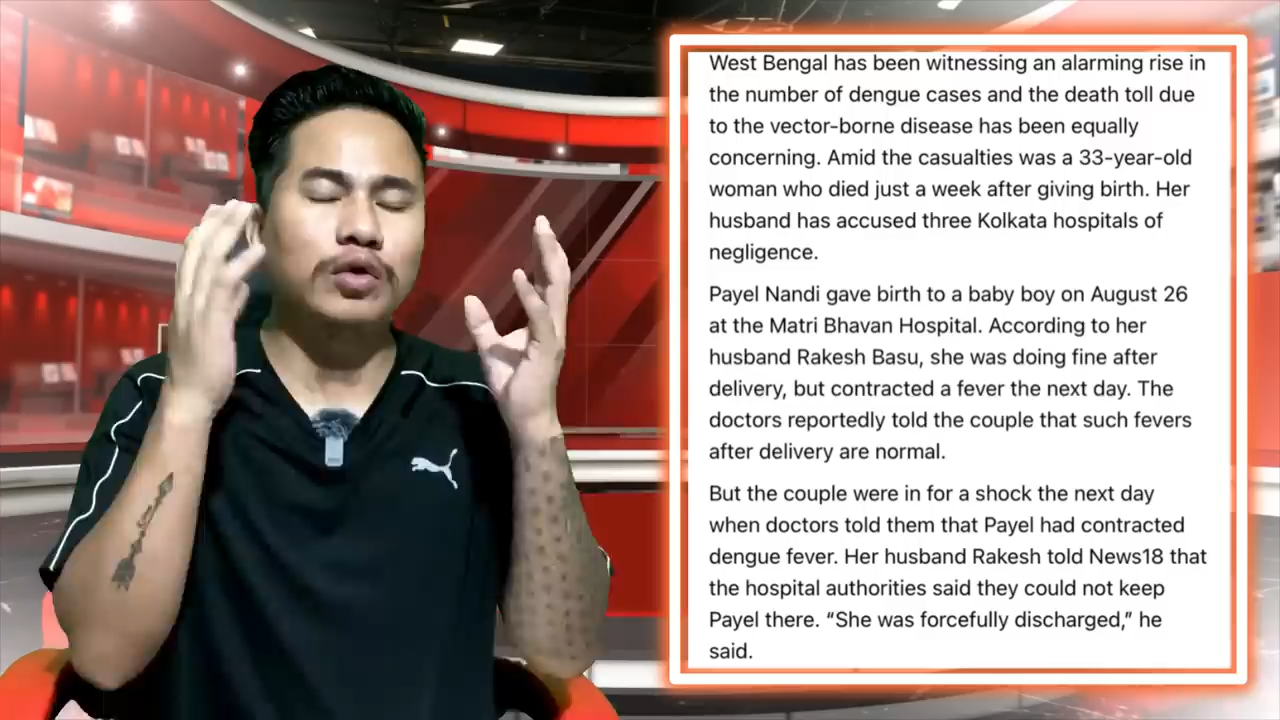 West Bengal has been witnessing an alarming rise in
the number of dengue cases and the death toll due
to the vector-borne disease has been equally
concerning. Amid the casualties was a 33-year-old
woman who died just a week after giving birth. Her
husband has accused three Kolkata hospitals of
negligence.
Payel Nandi gave birth to a baby boy on August 26
at the Matri Bhavan Hospital. According to her
husband Rakesh Basu, she was doing fine after
delivery, but contracted a fever the next day. The
doctors reportedly told the couple that such fevers
after delivery are normal.
But the couple were in for a shock the next day
when doctors told them that Payel had contracted
dengue fever. Her husband Rakesh told News18 that
the hospital authorities said they could not keep
Payel there. “She was forcefully discharged,” he
said.